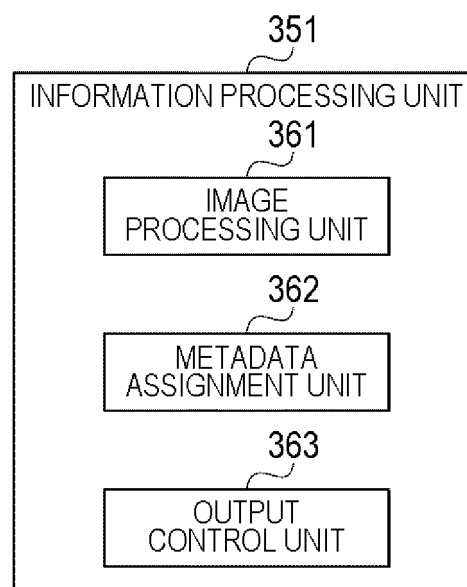 351
INFORMATION PROCESSING UNIT
361
IMAGE
PROCESSING UNIT
362
METADATA
ASSIGNMENT UNIT
363
OUTPUT
CONTROL UNIT